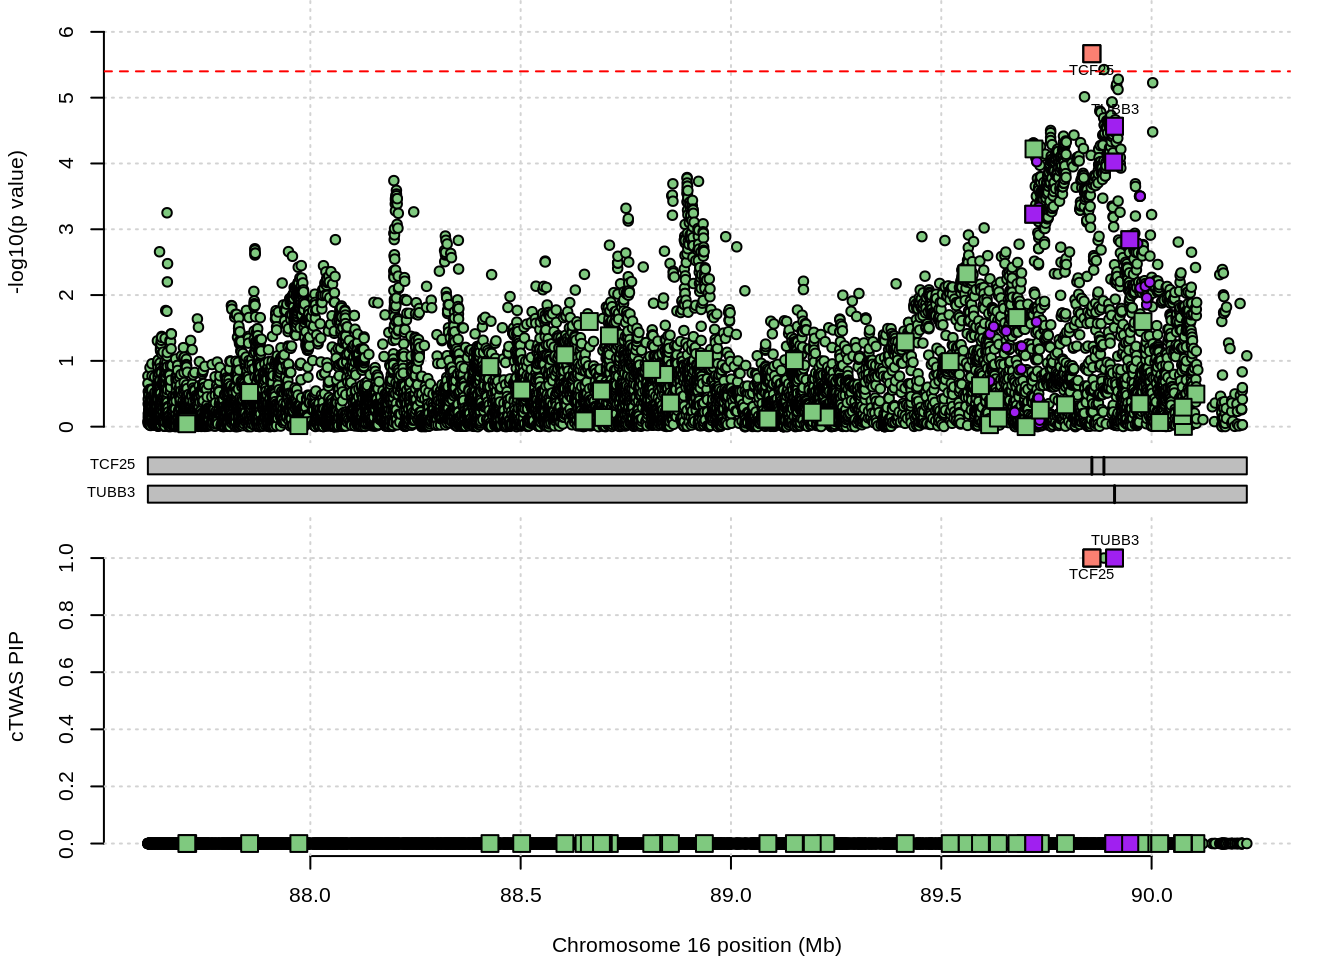 6
5
4
3
2
1
0
-log10(p value)
TCF25
TUBB3
TCF25
TUBB3
TUBB3
TCF25
1.0
0.8
0.6
0.4
0.2
0.0
cTWAS PIP
88.0 88.5 89.0 89.5 90.0
Chromosome 16 position (Mb)